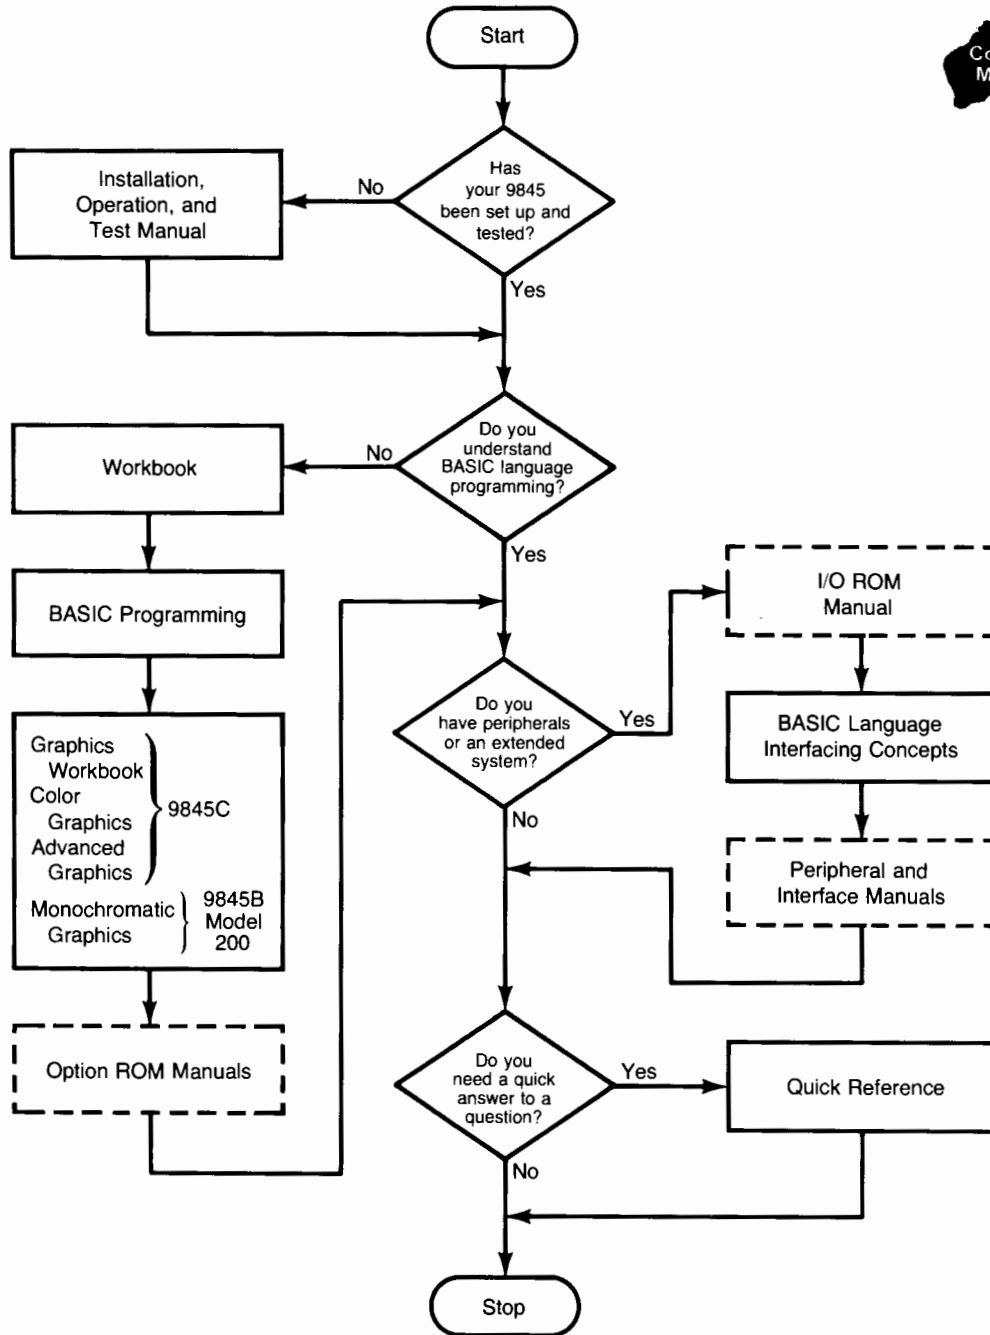 Start
Has
your 9845
been set up and
tested?
No
Installation,
Operation, and
Test Manual
Yes
Do you
understand
BASIC language
programming?
No
Workbook
BASIC Programming
Graphics
Workbook
Color
Graphics
Advanced
Graphics
9845C
Monochromatic
Graphics
9845B
Model
200
Option ROM Manuals
Yes
Do you
have peripherals
or an extended
system?
Yes
I/O ROM
Manual
BASIC Language
Interfacing Concepts
Peripheral and
Interface Manuals
No
Do you
need a quick
answer to a
question?
Yes
Quick Reference
No
Stop